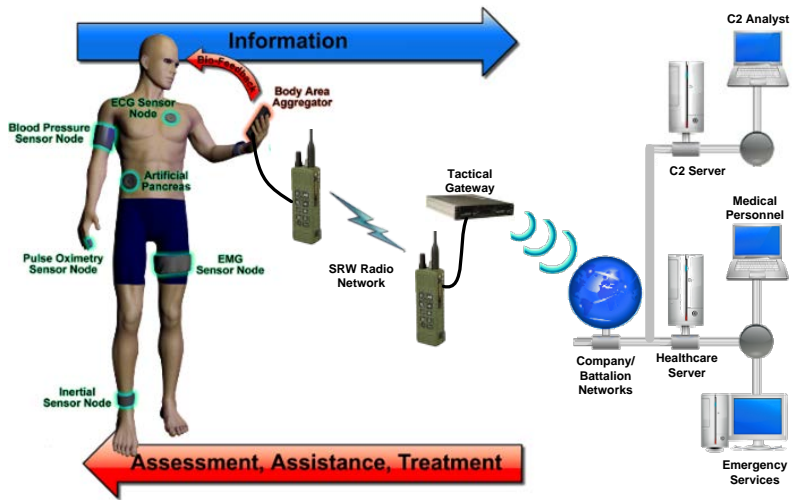 Information
Bio-Feedback
Body Area
Aggregator
ECG Sensor
Node
Blood Pressure
Sensor Node
Artificial
Pancreas
Pulse Oximetry
Sensor Node
EMG
Sensor Node
Inertial
Sensor Node
SRW Radio
Network
Tactical
Gateway
Company/
Battalion
Networks
C2 Analyst
C2 Server
Medical
Personnel
Healthcare
Server
Emergency
Services
Assessment, Assistance, Treatment